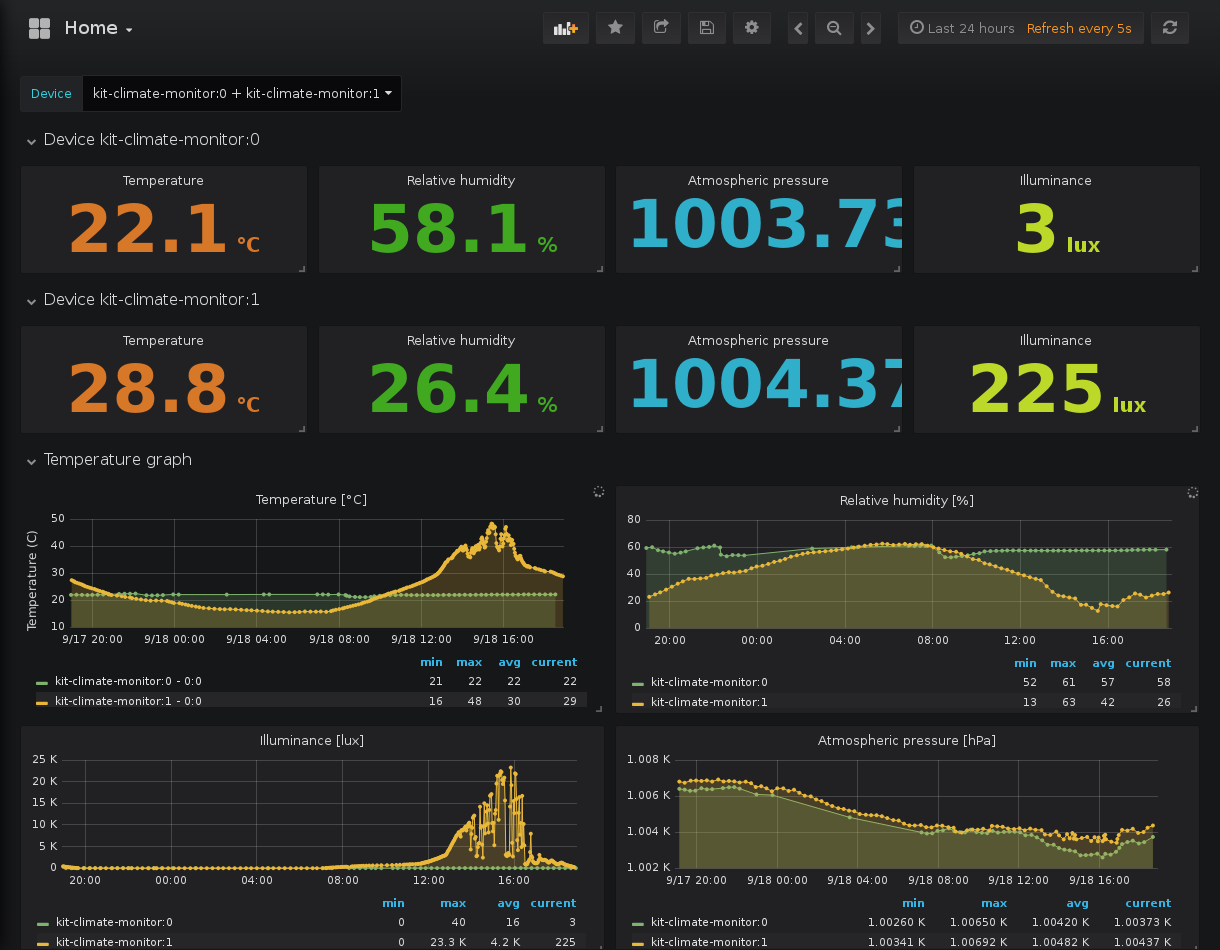 Home
Last 24 hours Refresh every 5s
Device kit-climate-monitor:0 + kit-climate-monitor:1
Device kit-climate-monitor:0
Temperature Relative humidity Atmospheric pressure Illuminance
22.1 °C 58.1 % 1003.73 3 lux
Device kit-climate-monitor:1
Temperature Relative humidity Atmospheric pressure Illuminance
28.8 °C 26.4 % 1004.37 225 lux
Temperature graph
Temperature [°C]
Temperature (C)
50
40
30
20
10
9/17 20:00 9/18 00:00 9/18 04:00 9/18 08:00 9/18 12:00 9/18 16:00
min max avg current
kit-climate-monitor:0 - 0:0 21 22 22 22
kit-climate-monitor:1 - 0:0 16 48 30 29
Relative humidity [%]
80
60
40
20
0
20:00 00:00 04:00 08:00 12:00 16:00
min max avg current
kit-climate-monitor:0 52 61 57 58
kit-climate-monitor:1 13 63 42 26
Illuminance [lux]
25 K
20 K
15 K
10 K
5 K
0
20:00 00:00 04:00 08:00 12:00 16:00
min max avg current
kit-climate-monitor:0 0 40 16 3
kit-climate-monitor:1 0 23.3 K 4.2 K 225
Atmospheric pressure [hPa]
1.008 K
1.006 K
1.004 K
1.002 K
9/17 20:00 9/18 00:00 9/18 04:00 9/18 08:00 9/18 12:00 9/18 16:00
min max avg current
kit-climate-monitor:0 1.00260 K 1.00650 K 1.00420 K 1.00373 K
kit-climate-monitor:1 1.00341 K 1.00692 K 1.00482 K 1.00437 K